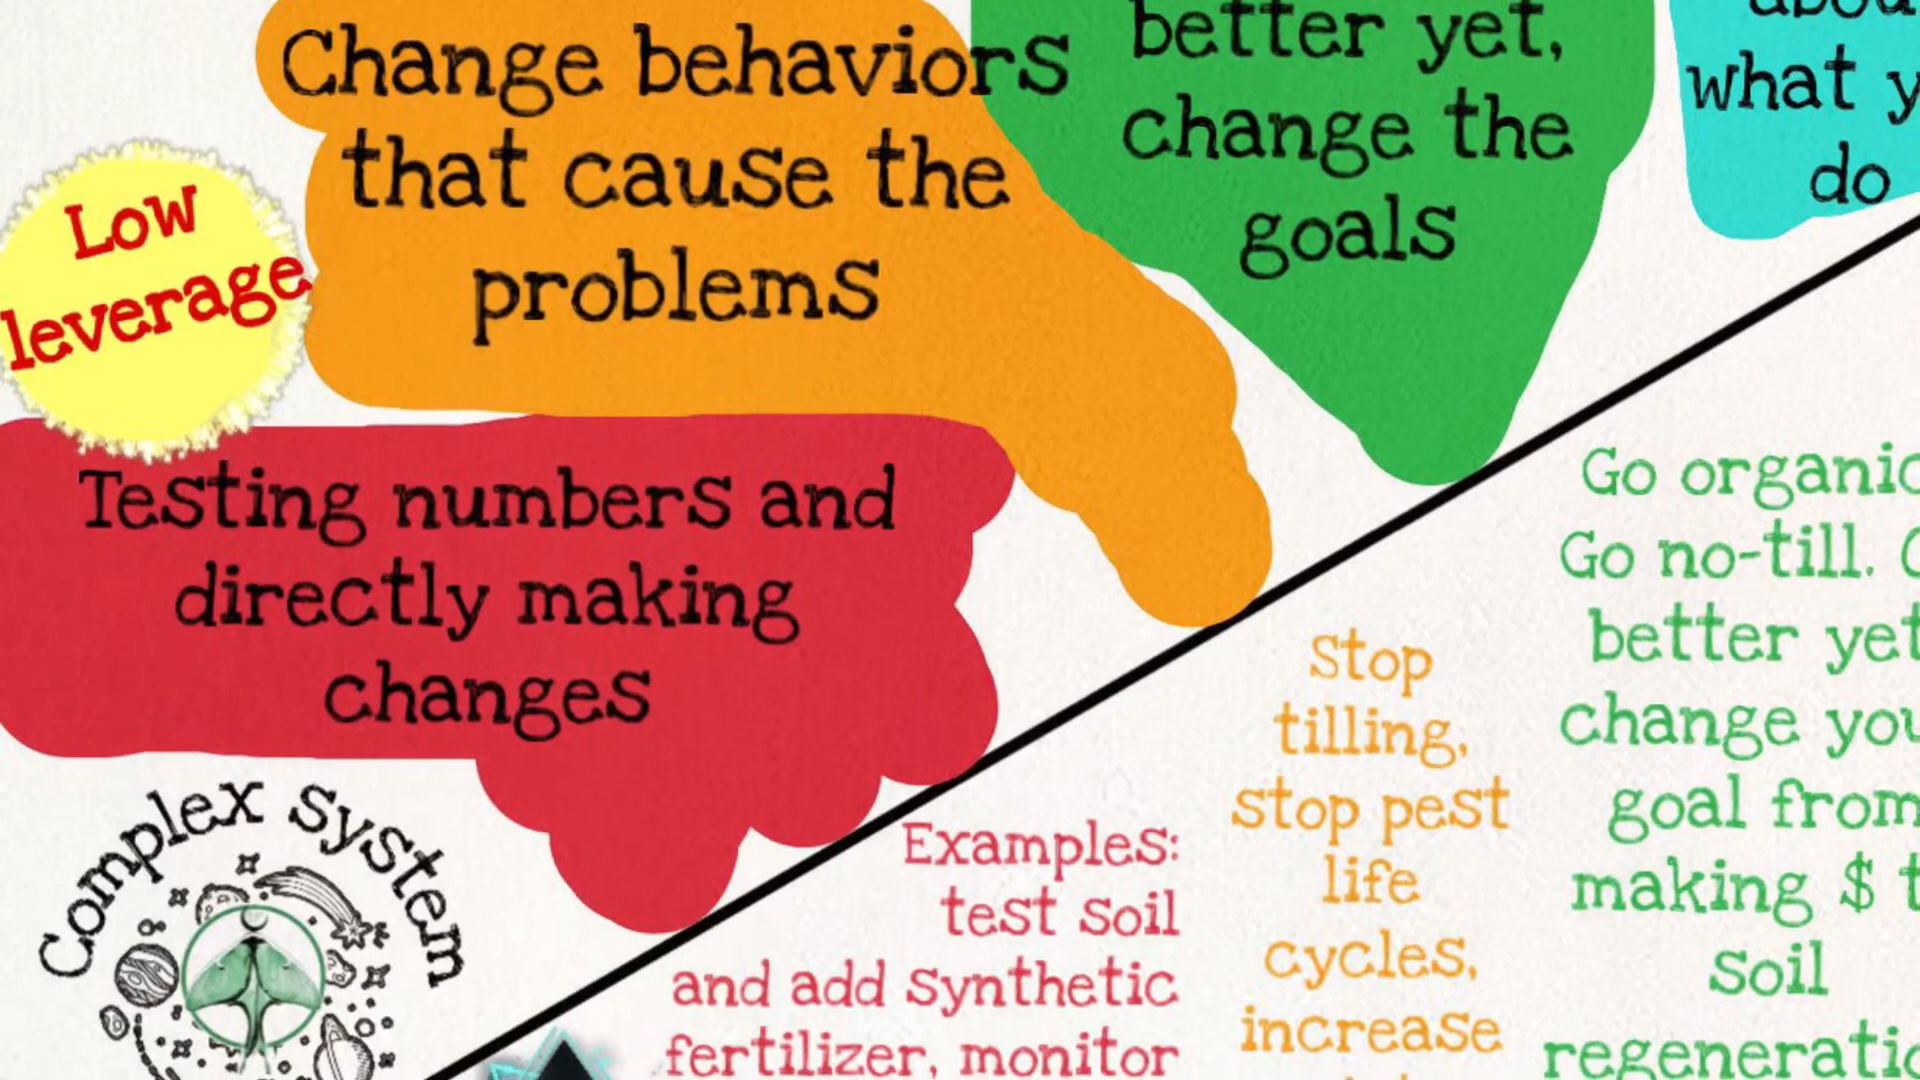 Change behaviors
that cause the
problems
better yet,
change the
goals
what y
do
Low
leverage
Testing numbers and
directly making
changes
Complex system
Examples:
test soil
and add synthetic
fertilizer, monitor
Stop
tilling,
stop pest
life
cycles,
increase
Go organic
Go no-till.
better yet
change you
goal from
making $ t
soil
regeneratio